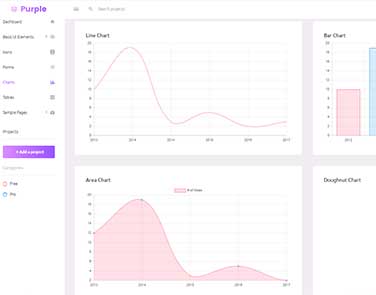 Purple
Search projects
Dashboard
Basic UI Elements
Icons
Forms
Charts
Tables
Sample Pages
Projects
+ Add a project
Categories
Free
Pro
Line Chart
20
18
16
14
12
10
8
6
4
2
0
2013 2014 2014 2015 2016 2017
Bar Chart
20
18
16
14
12
10
8
6
4
2
0
2013
Area Chart
# of Votes
20
18
16
14
12
10
8
6
4
2
2013 2014 2015 2016 2017
Doughnut Chart